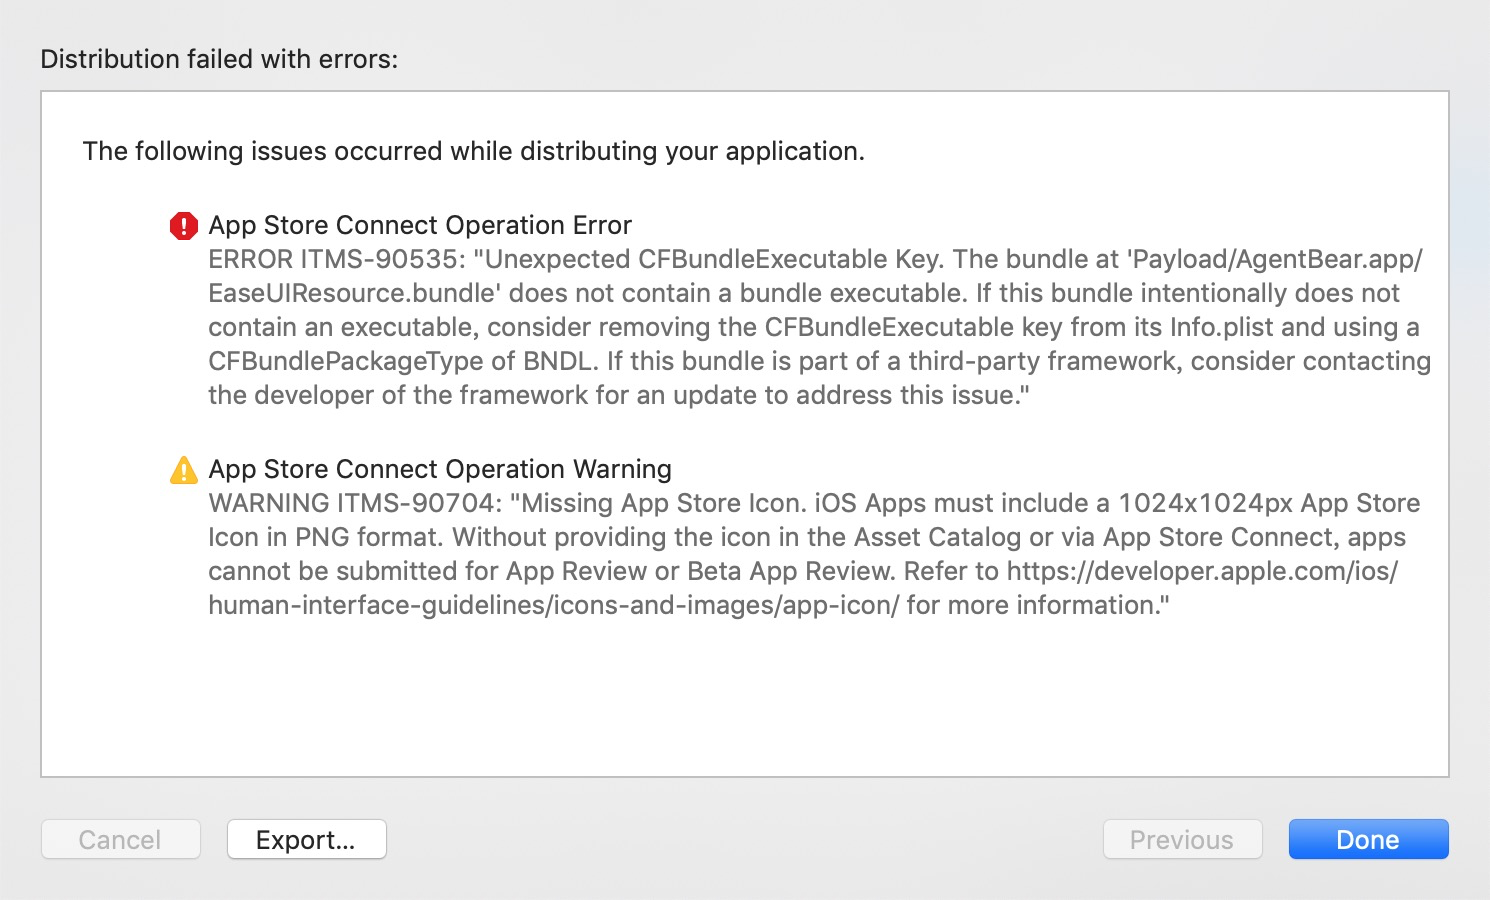 Distribution failed with errors:
The following issues occurred while distributing your application.
App Store Connect Operation Error
ERROR ITMS-90535: "Unexpected CFBundleExecutable Key. The bundle at 'Payload/AgentBear.app/
EaseUIResource.bundle' does not contain a bundle executable. If this bundle intentionally does not
contain an executable, consider removing the CFBundleExecutable key from its Info.plist and using a
CFBundlePackageType of BNDL. If this bundle is part of a third-party framework, consider contacting
the developer of the framework for an update to address this issue."
App Store Connect Operation Warning
WARNING ITMS-90704: "Missing App Store Icon. iOS Apps must include a 1024x1024px App Store
Icon in PNG format. Without providing the icon in the Asset Catalog or via App Store Connect, apps
cannot be submitted for App Review or Beta App Review. Refer to https://developer.apple.com/ios/
human-interface-guidelines/icons-and-images/app-icon/ for more information."
Cancel
Export...
Previous
Done